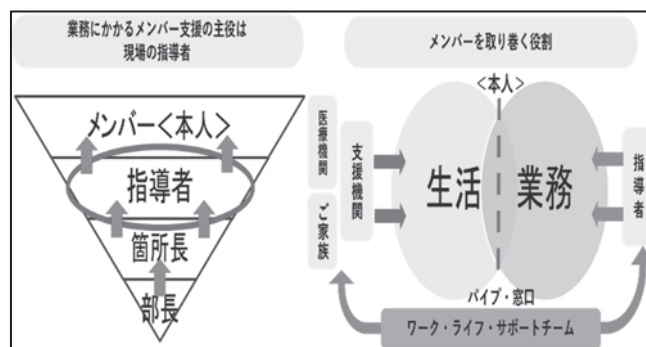 業務にかかるメンバー支援の主役は
現場の指導者
メンバー<本人>
指導者
箇所長
部長
メンバーを取り巻く役割
<本人>
医療機関
ご家族
支援機関
生活
業務
指導者
パイプ・窓口
ワーク・ライフ・サポートチーム